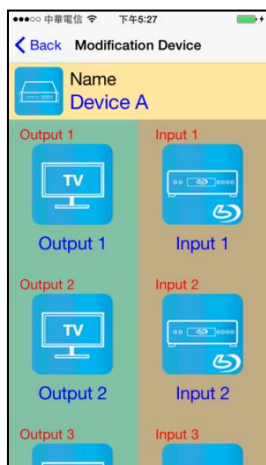 中華電信 下午5:27
Back Modification Device
Name
Device A
Output 1 Input 1
TV
Output 1 Input 1
Output 2 Input 2
TV
Output 2 Input 2
Output 3 Input 3